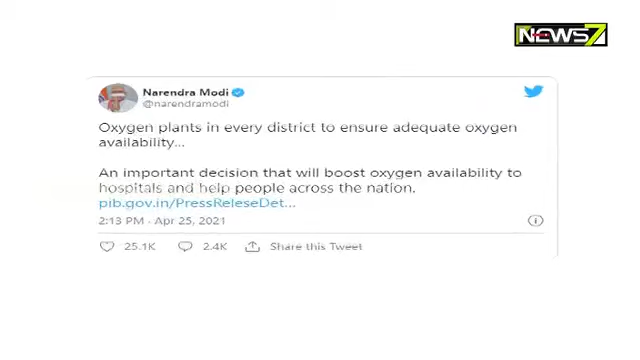 NEWS7
Narendra Modi
@narendramodi
Oxygen plants in every district to ensure adequate oxygen
availability...
An important decision that will boost oxygen availability to
hospitals and help people across the nation.
pib.gov.in/PressReleseDet...
2:13 PM - Apr 25, 2021
25.1K 2.4K Share this Tweet